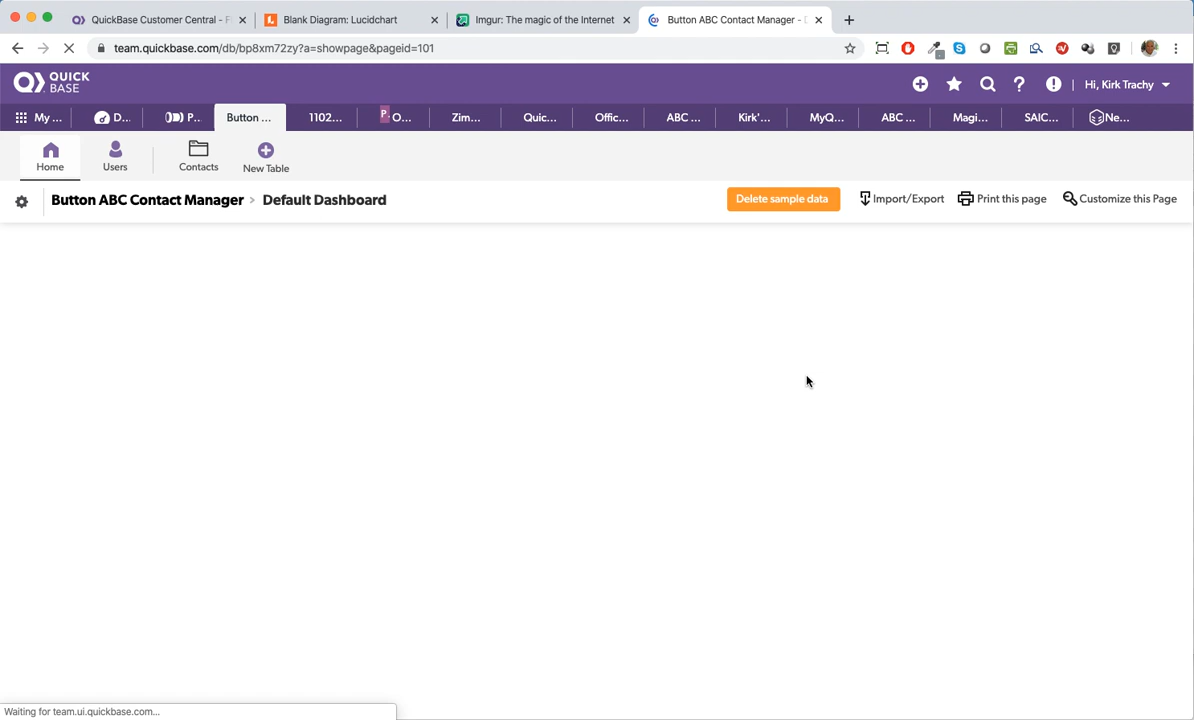 QuickBase Customer Central - F
Blank Diagram: Lucidchart
Imgur: The magic of the Internet
Button ABC Contact Manager - D
team.quickbase.com/db/bp8xm72zy?a=showpage&pageid=101
QUICK BASE
Hi, Kirk Trachy
My ...
D...
P...
Button ...
1102...
O...
Zim...
Quic...
Offic...
ABC ...
Kirk'...
MyQ...
ABC ...
Magi...
SAIC...
Ne...
Home
Users
Contacts
New Table
Button ABC Contact Manager > Default Dashboard
Delete sample data
Import/Export
Print this page
Customize this Page
Waiting for team.ui.quickbase.com...